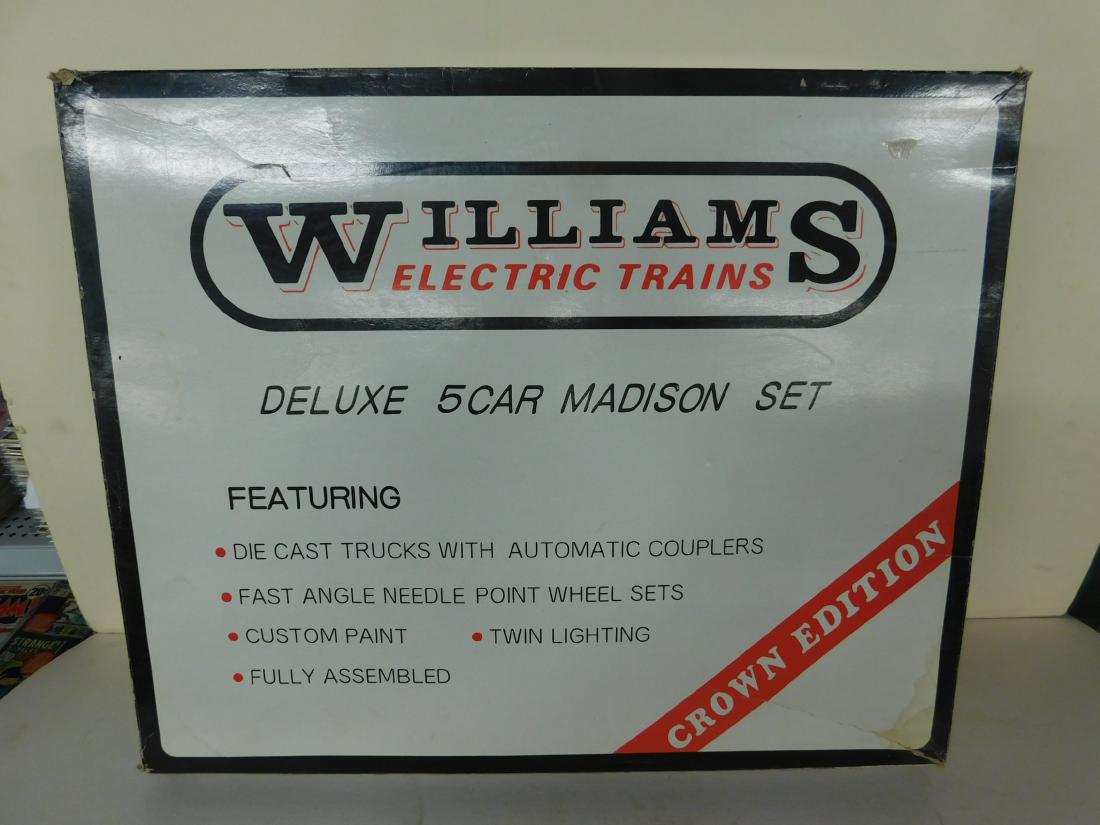 WILLIAMS
ELECTRIC TRAINS
DELUXE 5CAR MADISON SET
FEATURING
• DIE CAST TRUCKS WITH AUTOMATIC COUPLERS
• FAST ANGLE NEEDLE POINT WHEEL SETS
• CUSTOM PAINT • TWIN LIGHTING
• FULLY ASSEMBLED
CROWN EDITION